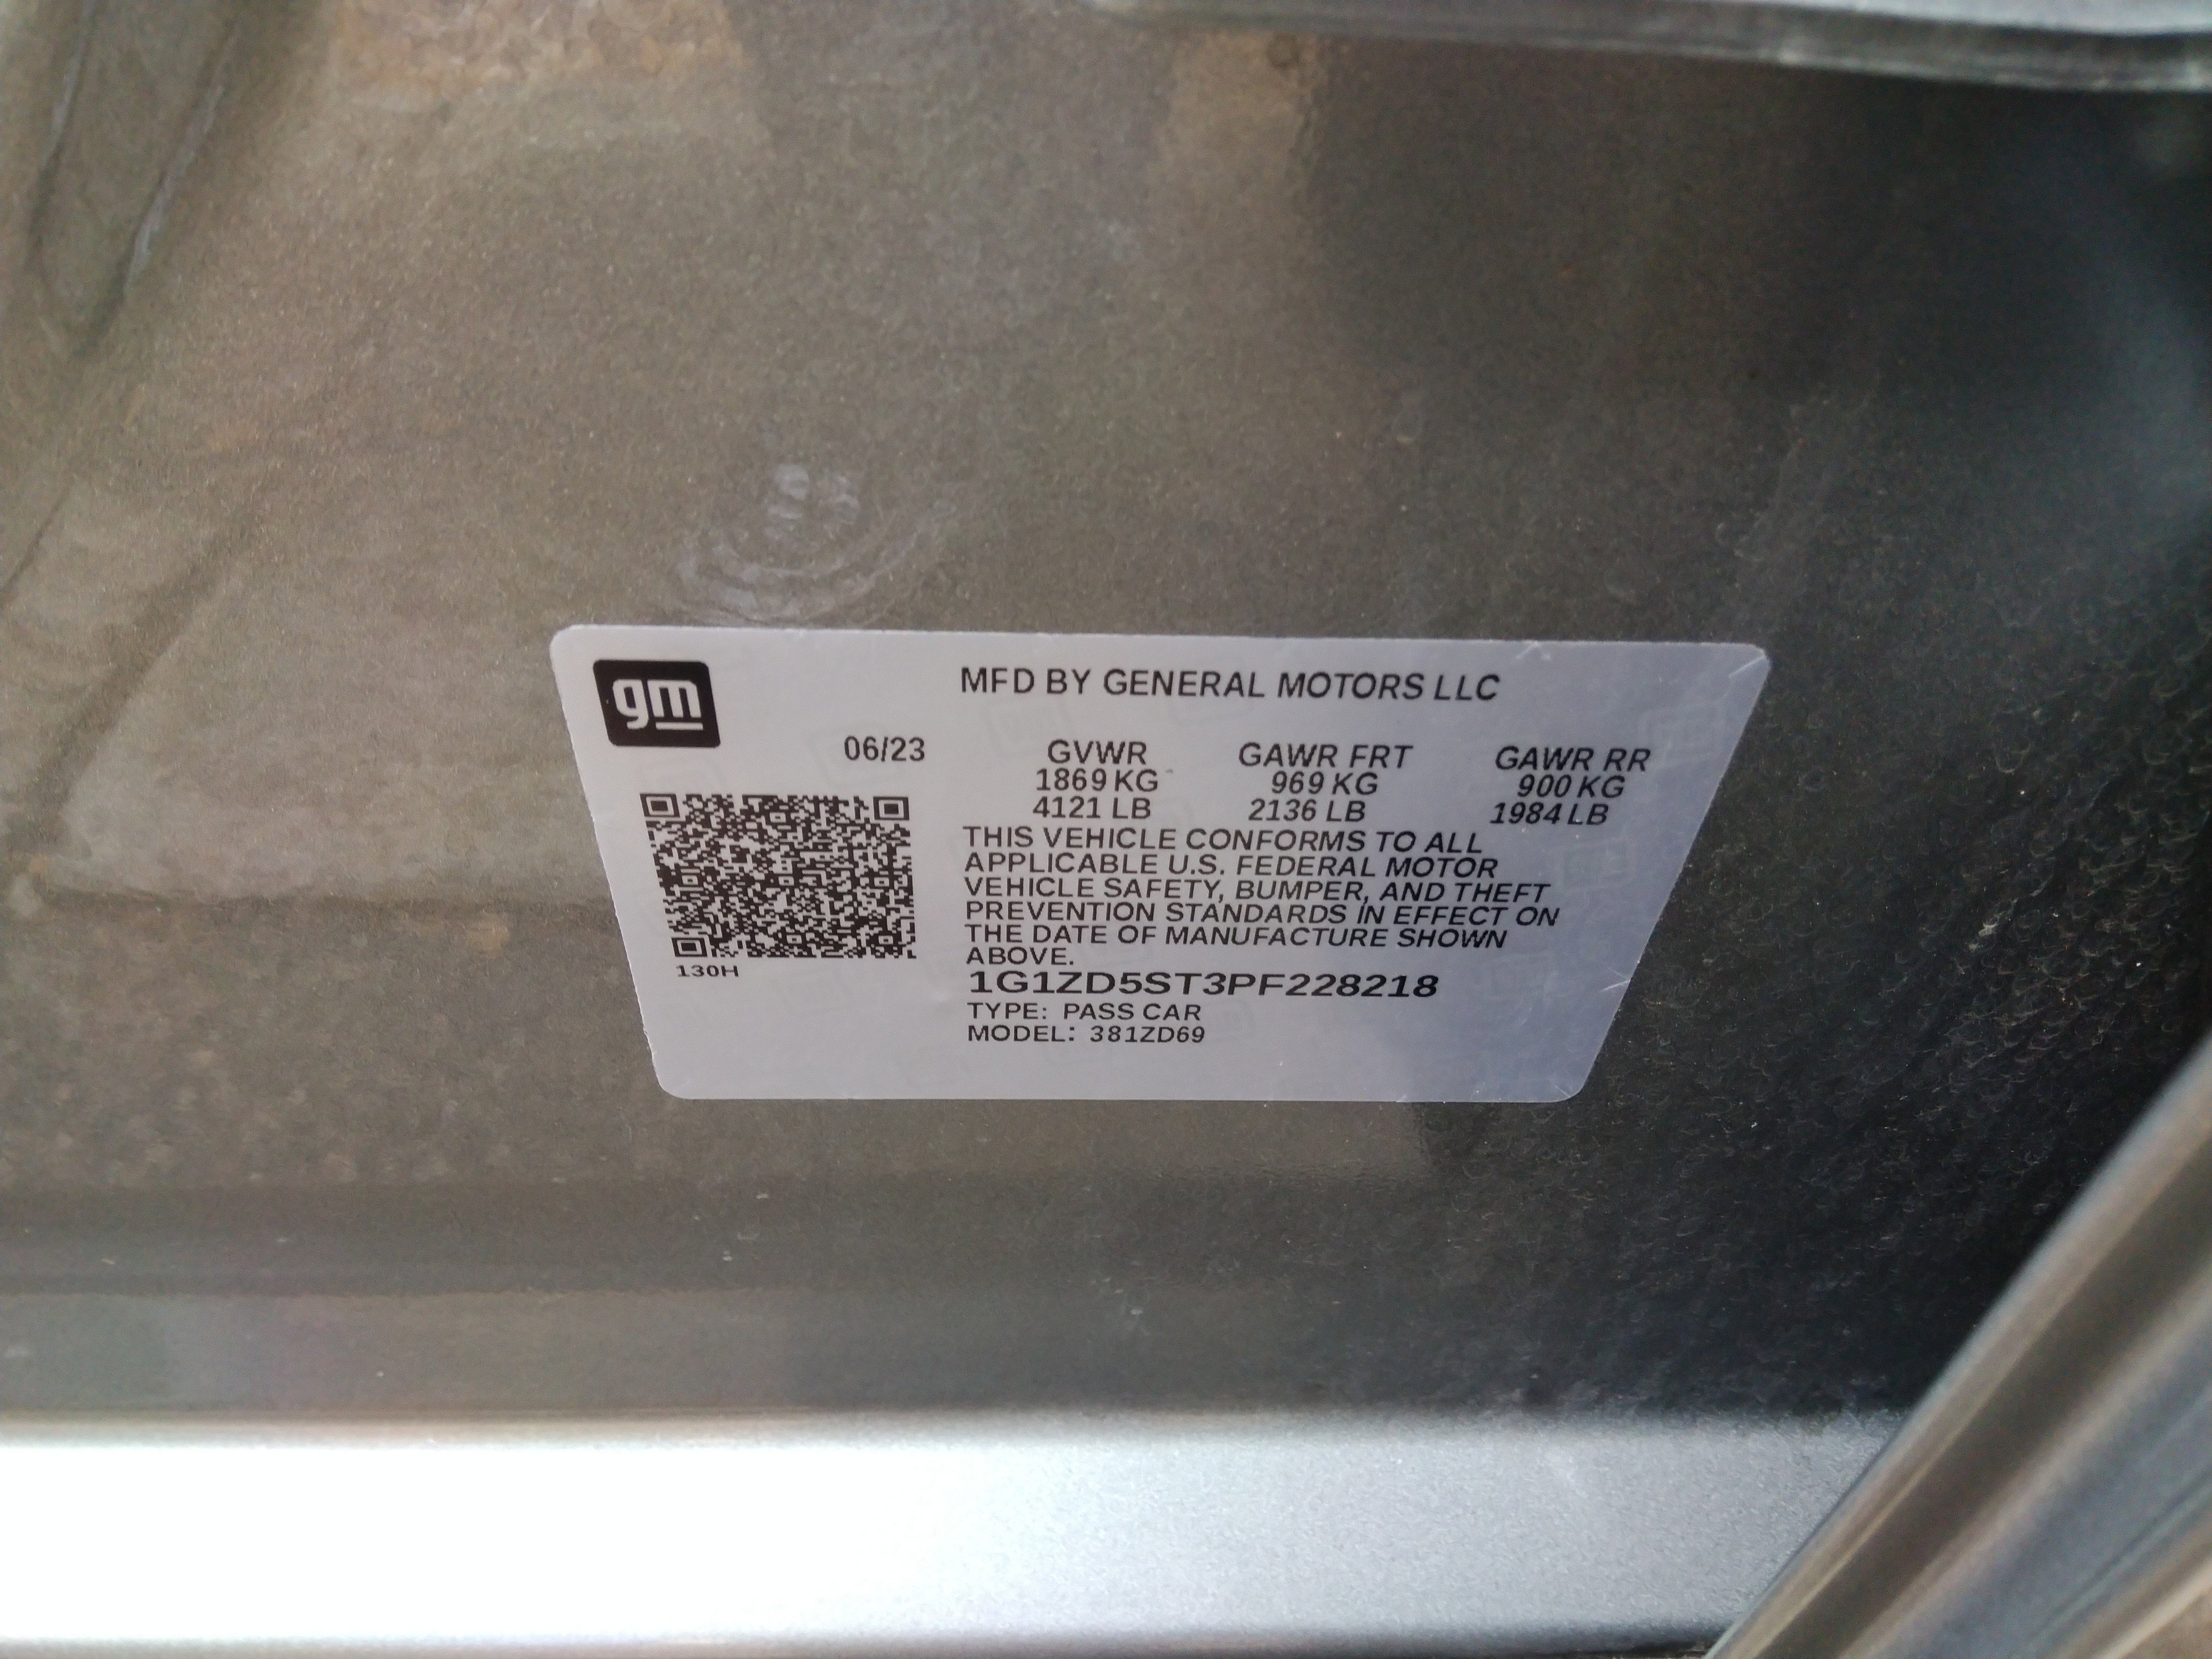 gm
MFD BY GENERAL MOTORS LLC
06/23 GVWR GAWR FRT GAWR RR
1869 KG 969 KG 900 KG
4121 LB 2136 LB 1984 LB
THIS VEHICLE CONFORMS TO ALL
APPLICABLE U.S. FEDERAL MOTOR
VEHICLE SAFETY, BUMPER, AND THEFT
PREVENTION STANDARDS IN EFFECT ON
THE DATE OF MANUFACTURE SHOWN
ABOVE.
130H
1G1ZD5ST3PF228218
TYPE: PASS CAR
MODEL: 381ZD69